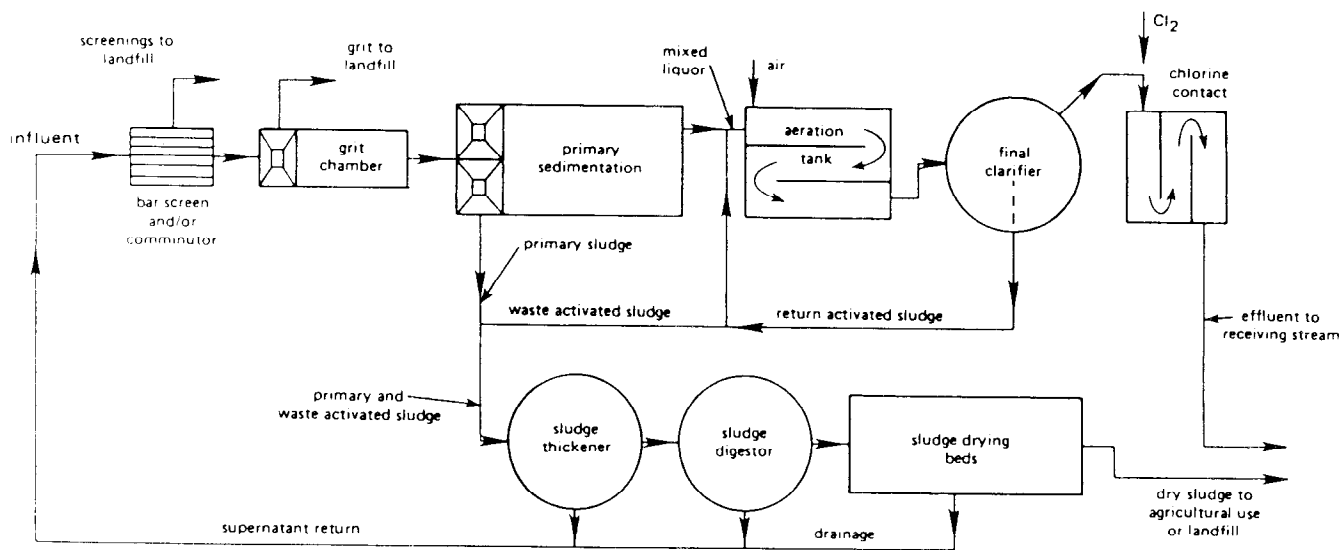 screenings to
landfill
grit to
landfill
mixed
liquor
air
Cl2
chlorine
contact
influent
grit
chamber
primary
sedimentation
aeration
tank
final
clarifier
bar screen
and/or
comminutor
primary sludge
waste activated sludge
return activated sludge
effluent to
receiving stream
primary and
waste activated sludge
sludge
thickener
sludge
digestor
sludge drying
beds
dry sludge to
agricultural use
or landfill
supernatant return
drainage